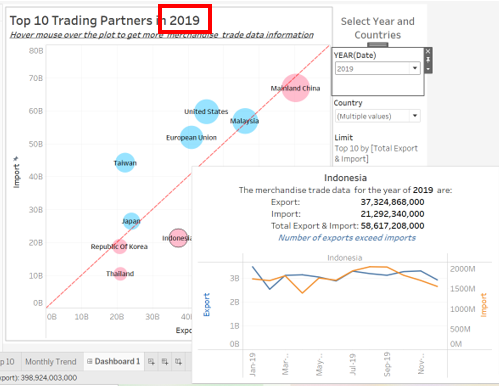 Top 10 Trading Partners in 2019
Hover mouse over the plot to get more merchandise trade data information
Select Year and
Countries
YEAR(Date)
2019
Country
(Multiple values)
Limit
Top 10 by [Total Export
& Import]
80B
70B
60B
50B
40B
30B
20B
10B
0B
Import
Mainland China
United States
Malaysia
European Union
Taiwan
Japan
Indonesia
Republic Of Korea
Thailand
0B
10B
20B
30B
Indonesia
The merchandise trade data for the year of 2019 are:
Export: 37,324,868,000
Import: 21,292,340,000
Total Export & Import: 58,617,208,000
Number of exports exceed imports
Indonesia
Export
3B
2B
1B
0B
2000M
1500M
1000M
500M
0M
Import
Jan-19
Mar-...
May-...
Jul-19
Sep-19
Nov-...
Monthly Trend
Dashboard 1
398,924,003,000